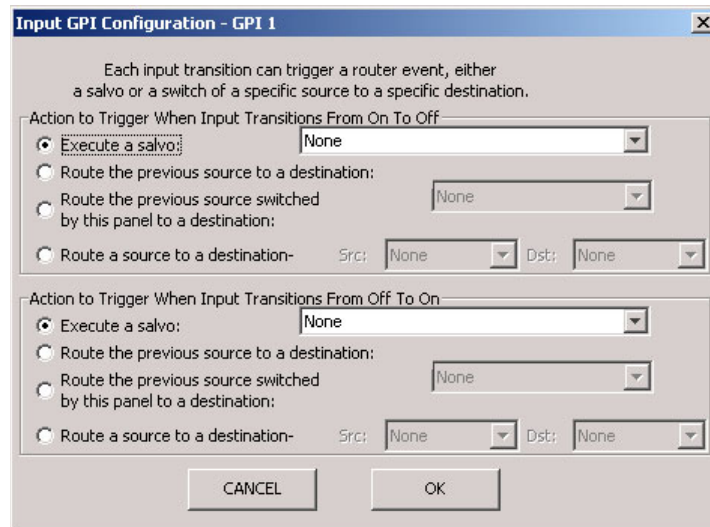 Input GPI Configuration - GPI 1
Each input transition can trigger a router event, either
a salvo or a switch of a specific source to a specific destination.
Action to Trigger When Input Transitions From On To Off
Execute a salvo: None
Route the previous source to a destination:
Route the previous source switched
by this panel to a destination: None
Route a source to a destination- Src: None Dst: None
Action to Trigger When Input Transitions From Off To On
Execute a salvo: None
Route the previous source to a destination:
Route the previous source switched
by this panel to a destination: None
Route a source to a destination- Src: None Dst: None
CANCEL OK